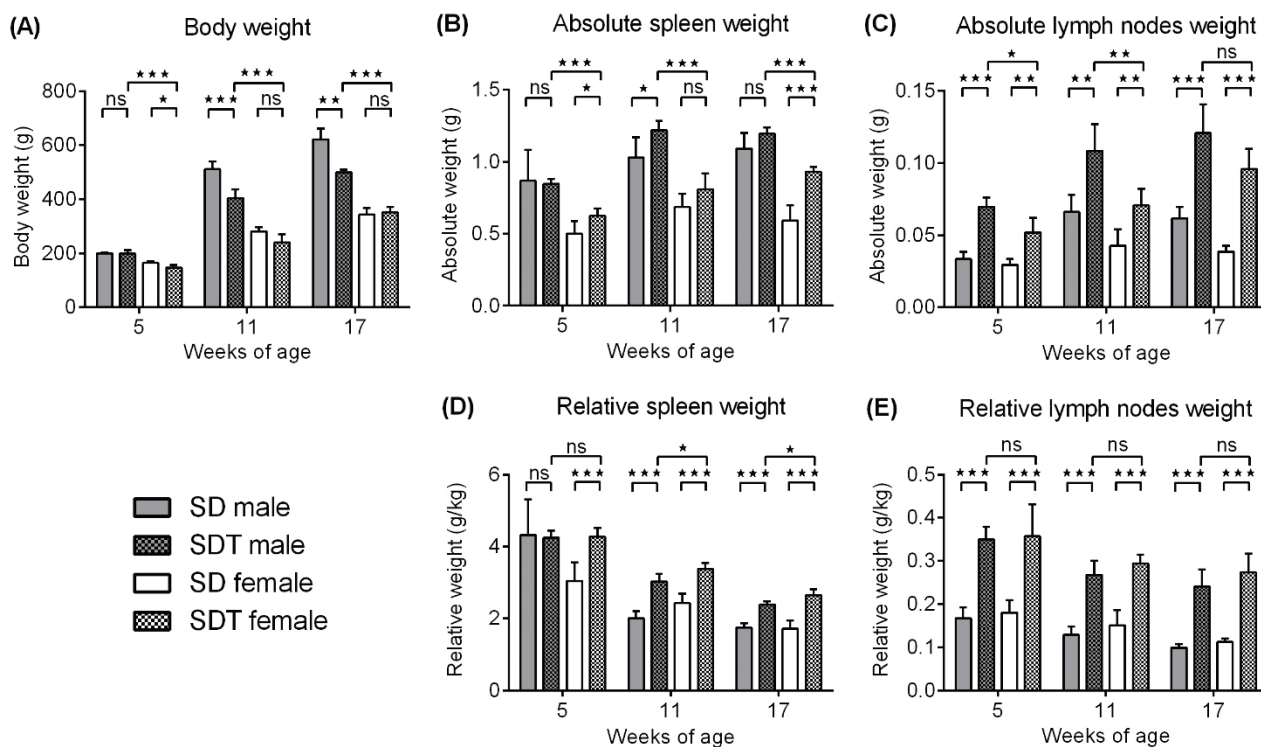 (A) Body weight
★★★ ★★★ ★★★
ns ★ ★★★ ns ★★ ns
Body weight (g)
800
600
400
200
0
5 11 17
Weeks of age
(B) Absolute spleen weight
★★★ ★★★ ★★★
ns ★ ★ ns ns ★★★
Absolute weight (g)
1.5
1.0
0.5
0.0
5 11 17
Weeks of age
(C) Absolute lymph nodes weight
★ ★★ ns
★★★ ★★ ★★ ★★ ★★★ ★★★
Absolute weight (g)
0.15
0.10
0.05
0.00
5 11 17
Weeks of age
SD male
SDT male
SD female
SDT female
(D) Relative spleen weight
ns ★ ★
ns ★★★ ★★★ ★★★ ★★★ ★★★
Relative weight (g/kg)
6
4
2
0
5 11 17
Weeks of age
(E) Relative lymph nodes weight
ns ns ns
★★★ ★★★ ★★★ ★★★ ★★★ ★★★
Relative weight (g/kg)
0.5
0.4
0.3
0.2
0.1
0.0
5 11 17
Weeks of age